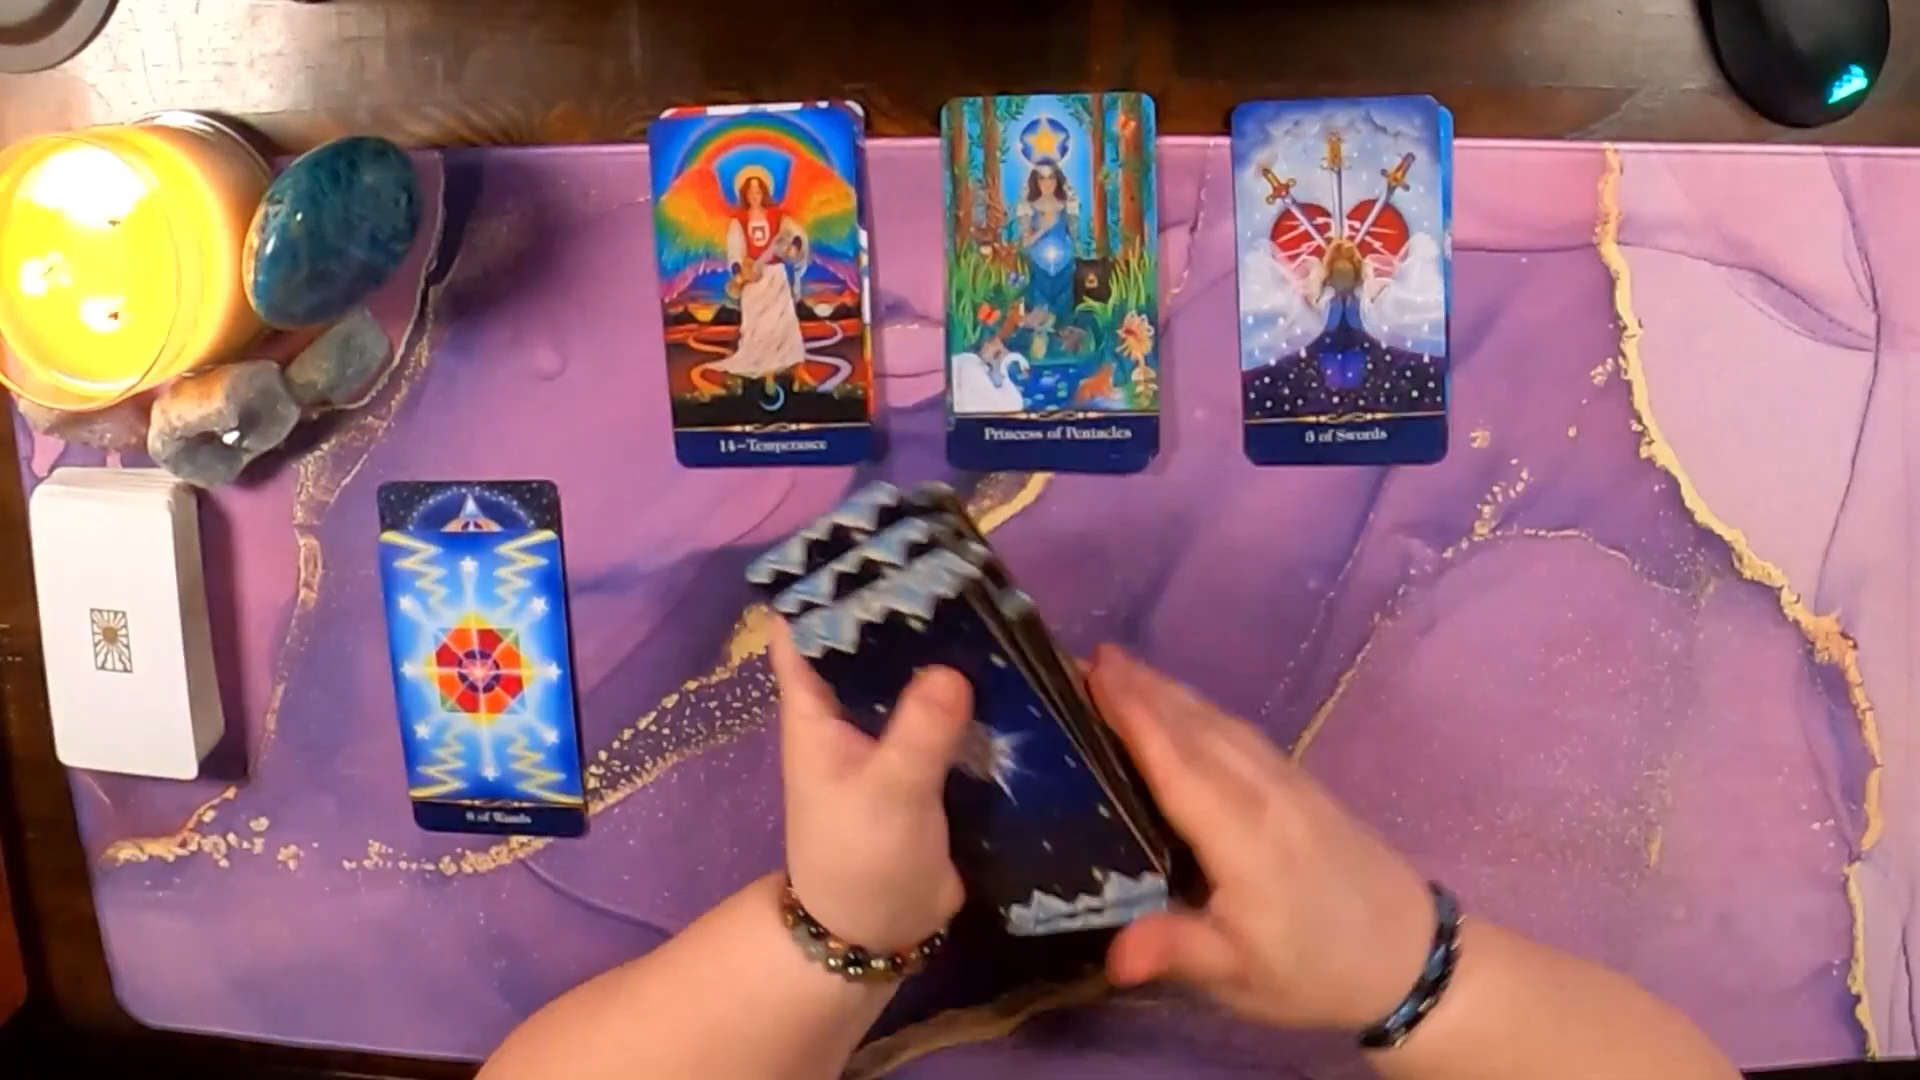 14~Temperance
Princess of Pentacles
3 of Swords
8 of Wands